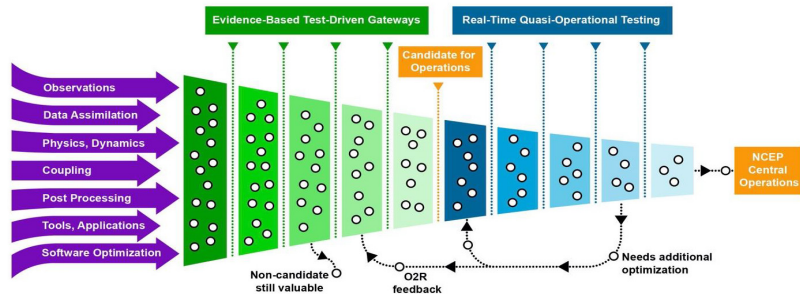 Evidence-Based Test-Driven Gateways
Real-Time Quasi-Operational Testing
Candidate for
Operations
Observations
Data Assimilation
Physics, Dynamics
Coupling
Post Processing
Tools, Applications
Software Optimization
NCEP
Central
Operations
Non-candidate
still valuable
O2R
feedback
Needs additional
optimization